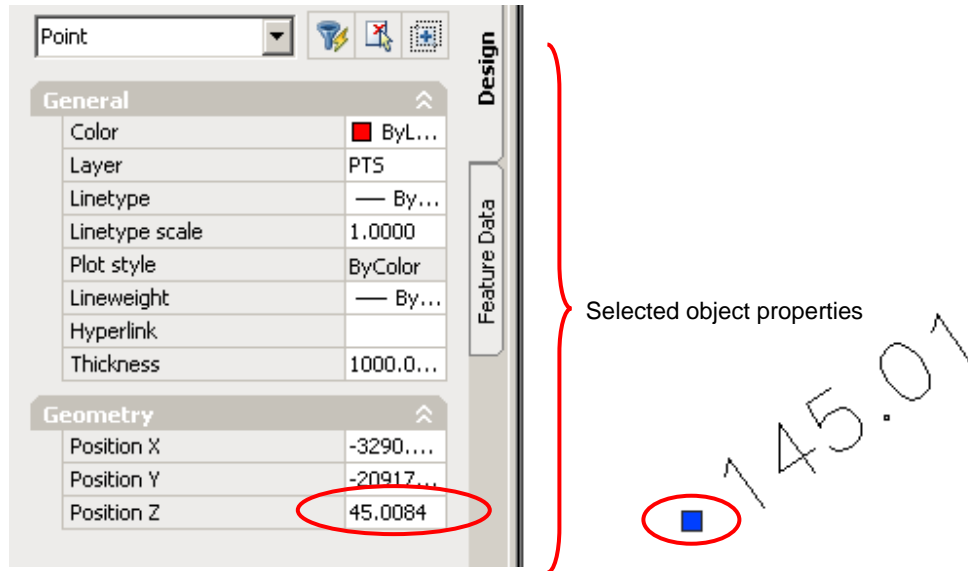 Point
Design
General
Color ByL...
Layer PTS
Linetype By...
Linetype scale 1.0000
Plot style ByColor
Lineweight By...
Hyperlink
Thickness 1000.0...
Feature Data
Selected object properties
Geometry
Position X -3290....
Position Y -20917...
Position Z 45.0084
145.01